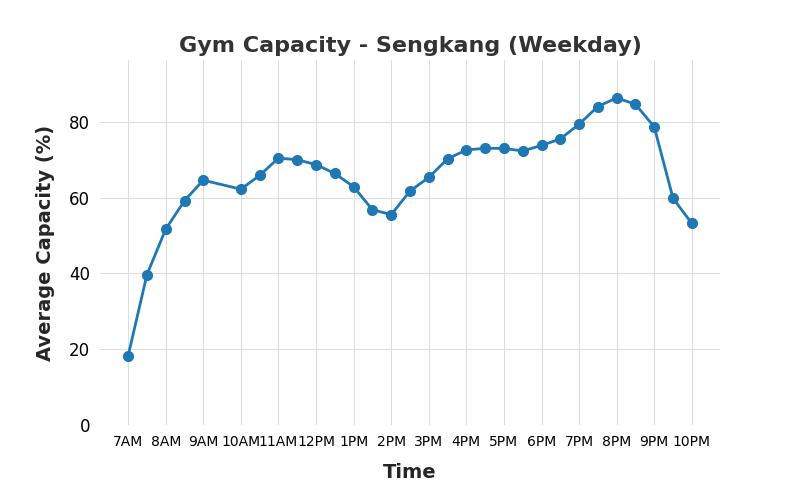 Gym Capacity - Sengkang (Weekday)
Average Capacity (%)
80
60
40
20
0
7AM 8AM 9AM 10AM 11AM 12PM 1PM 2PM 3PM 4PM 5PM 6PM 7PM 8PM 9PM 10PM
Time